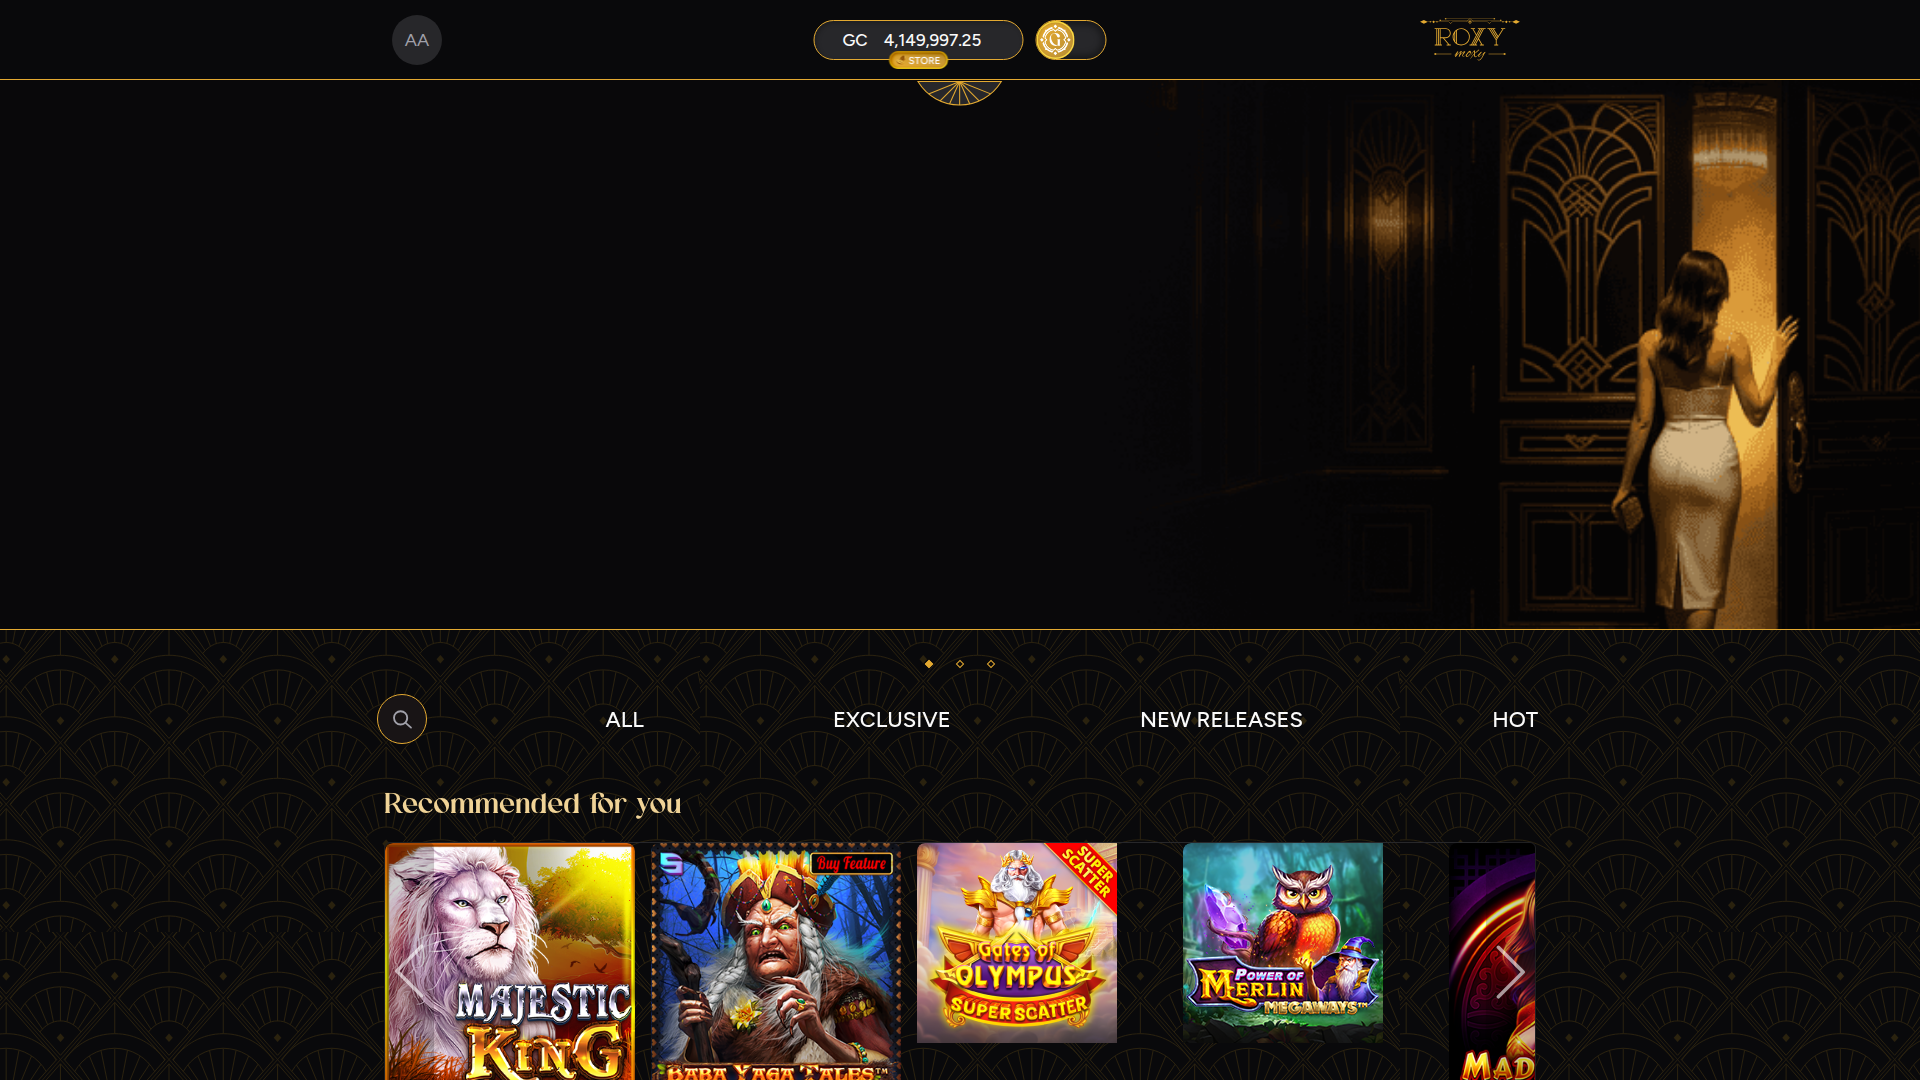 AA
GC 4,149,997.25
G
STORE
ROXY
moxy
ALL
EXCLUSIVE
NEW RELEASES
HOT
Recommended for you
MAJESTIC
KING
Buy Feature
BABA YAGA TALES™
SUPER
SCATTER
Gates of
OLYMPUS
SUPER SCATTER
POWER OF
MERLIN
MEGAWAYS™
MAD